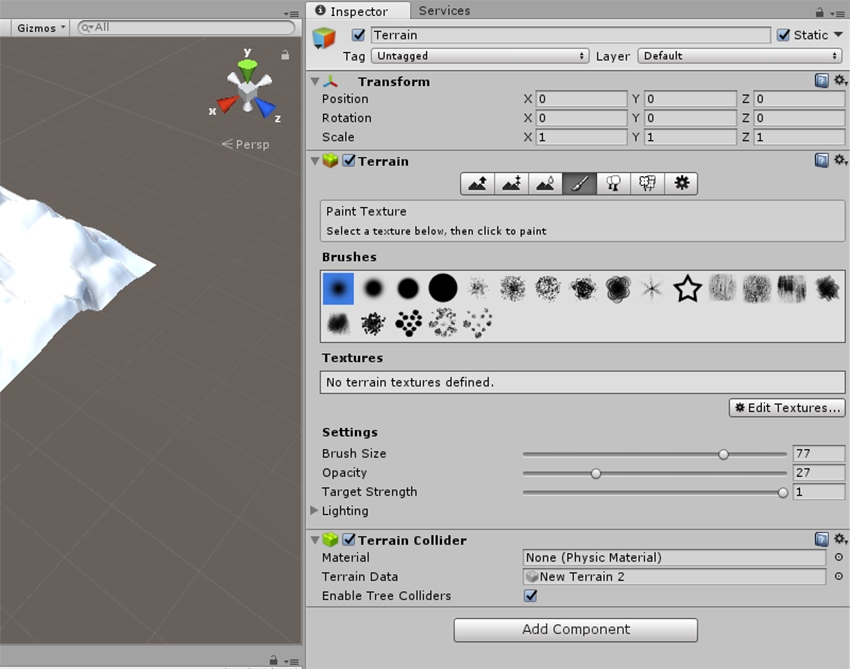 Inspector Services
Gizmos All
Terrain Static
Tag Untagged Layer Default
y
x
z
Persp
Transform
Position X 0 Y 0 Z 0
Rotation X 0 Y 0 Z 0
Scale X 1 Y 1 Z 1
Terrain
Paint Texture
Select a texture below, then click to paint
Brushes
Textures
No terrain textures defined.
Edit Textures...
Settings
Brush Size 77
Opacity 27
Target Strength 1
Lighting
Terrain Collider
Material None (Physic Material)
Terrain Data New Terrain 2
Enable Tree Colliders
Add Component